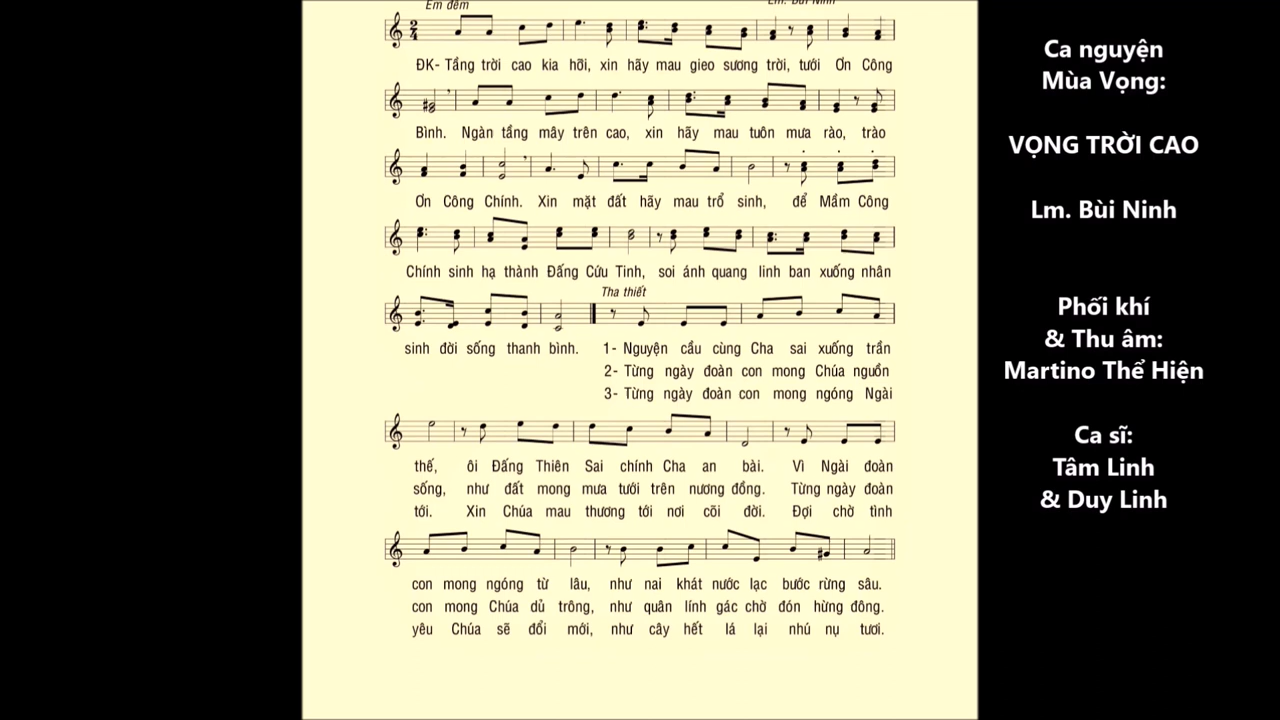 Êm đềm
Lm. Bùi Ninh
ĐK- Tầng trời cao kia hỡi, xin hãy mau gieo sương trời, tưới Ơn Công
Bình. Ngàn tầng mây trên cao, xin hãy mau tuôn mưa rào, trào
Ơn Công Chính. Xin mặt đất hãy mau trổ sinh, để Mầm Công
Chính sinh hạ thành Đấng Cứu Tinh, soi ánh quang linh ban xuống nhân
Tha thiết
sinh đời sống thanh bình. 1- Nguyện cầu cùng Cha sai xuống trần
2- Từng ngày đoàn con mong Chúa nguồn
3- Từng ngày đoàn con mong ngóng Ngài
thế, ôi Đấng Thiên Sai chính Cha an bài. Vì Ngài đoàn
sống, như đất mong mưa tưới trên nương đồng. Từng ngày đoàn
tới. Xin Chúa mau thương tới nơi cõi đời. Đợi chờ tình
con mong ngóng từ lâu, như nai khát nước lạc bước rừng sâu.
con mong Chúa dủ trông, như quân lính gác chờ đón hừng đông.
yêu Chúa sẽ đổi mới, như cây hết lá lại nhú nụ tươi.
Ca nguyện
Mùa Vọng:
VỌNG TRỜI CAO
Lm. Bùi Ninh
Phối khí
& Thu âm:
Martino Thể Hiện
Ca sĩ:
Tâm Linh
& Duy Linh